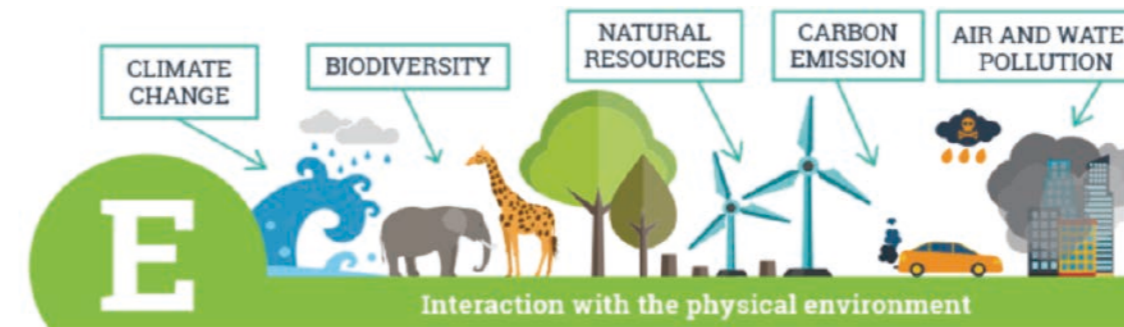 CLIMATE
CHANGE
BIODIVERSITY
NATURAL
RESOURCES
CARBON
EMISSION
AIR AND WATE
POLLUTION
E
Interaction with the physical environment